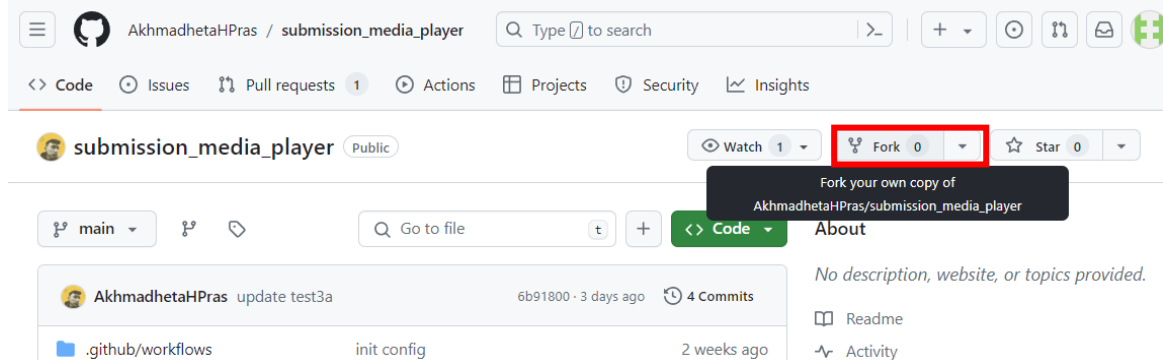 AkhmadhetaHPras / submission_media_player
Type / to search
Code Issues Pull requests 1 Actions Projects Security Insights
submission_media_player Public
Watch 1 Fork 0 Star 0
Fork your own copy of
AkhmadhetaHPras/submission_media_player
main Go to file t Code About
No description, website, or topics provided.
AkhmadhetaHPras update test3a 6b91800 · 3 days ago 4 Commits
Readme
.github/workflows init config 2 weeks ago Activity